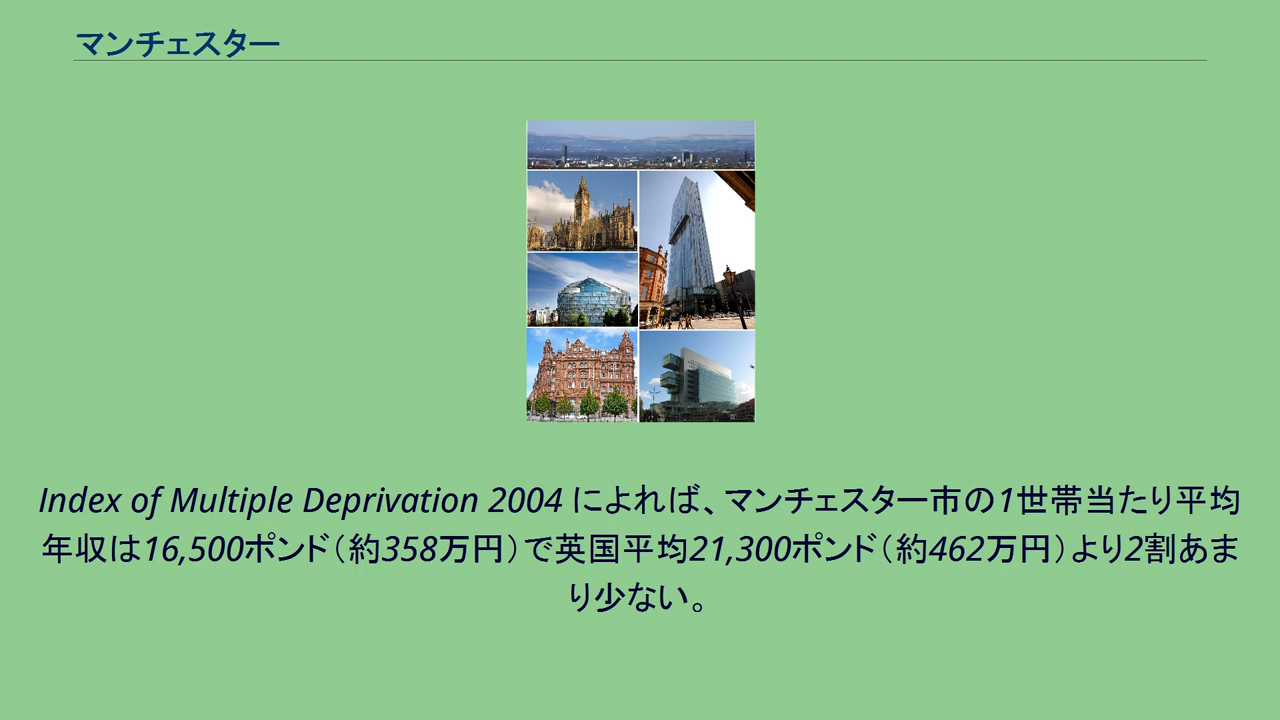 マンチェスター
Index of Multiple Deprivation 2004 によれば、マンチェスター市の1世帯当たり平均
年収は16,500ポンド（約358万円）で英国平均21,300ポンド（約462万円）より2割あま
り少ない。